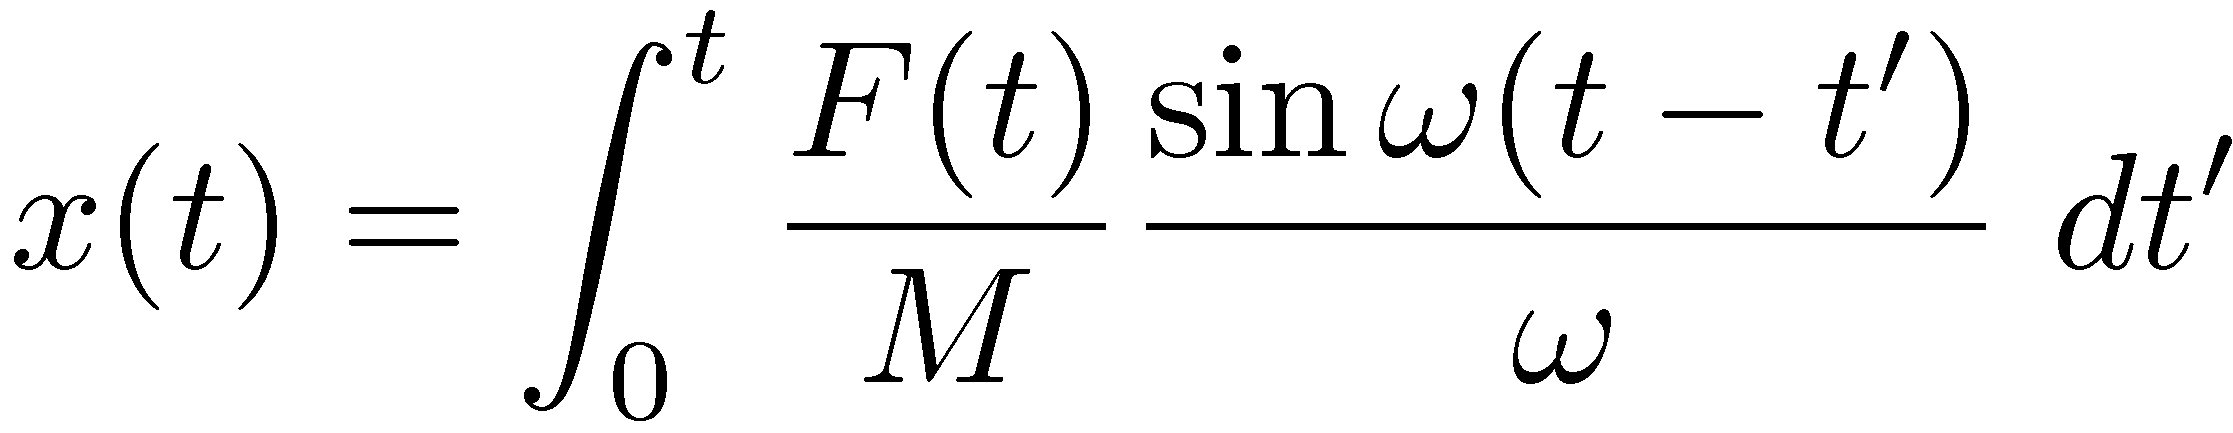 x(t) = \int_0^t \frac{F(t)}{M} \frac{\sin \omega(t - t')}{\omega} \, dt'